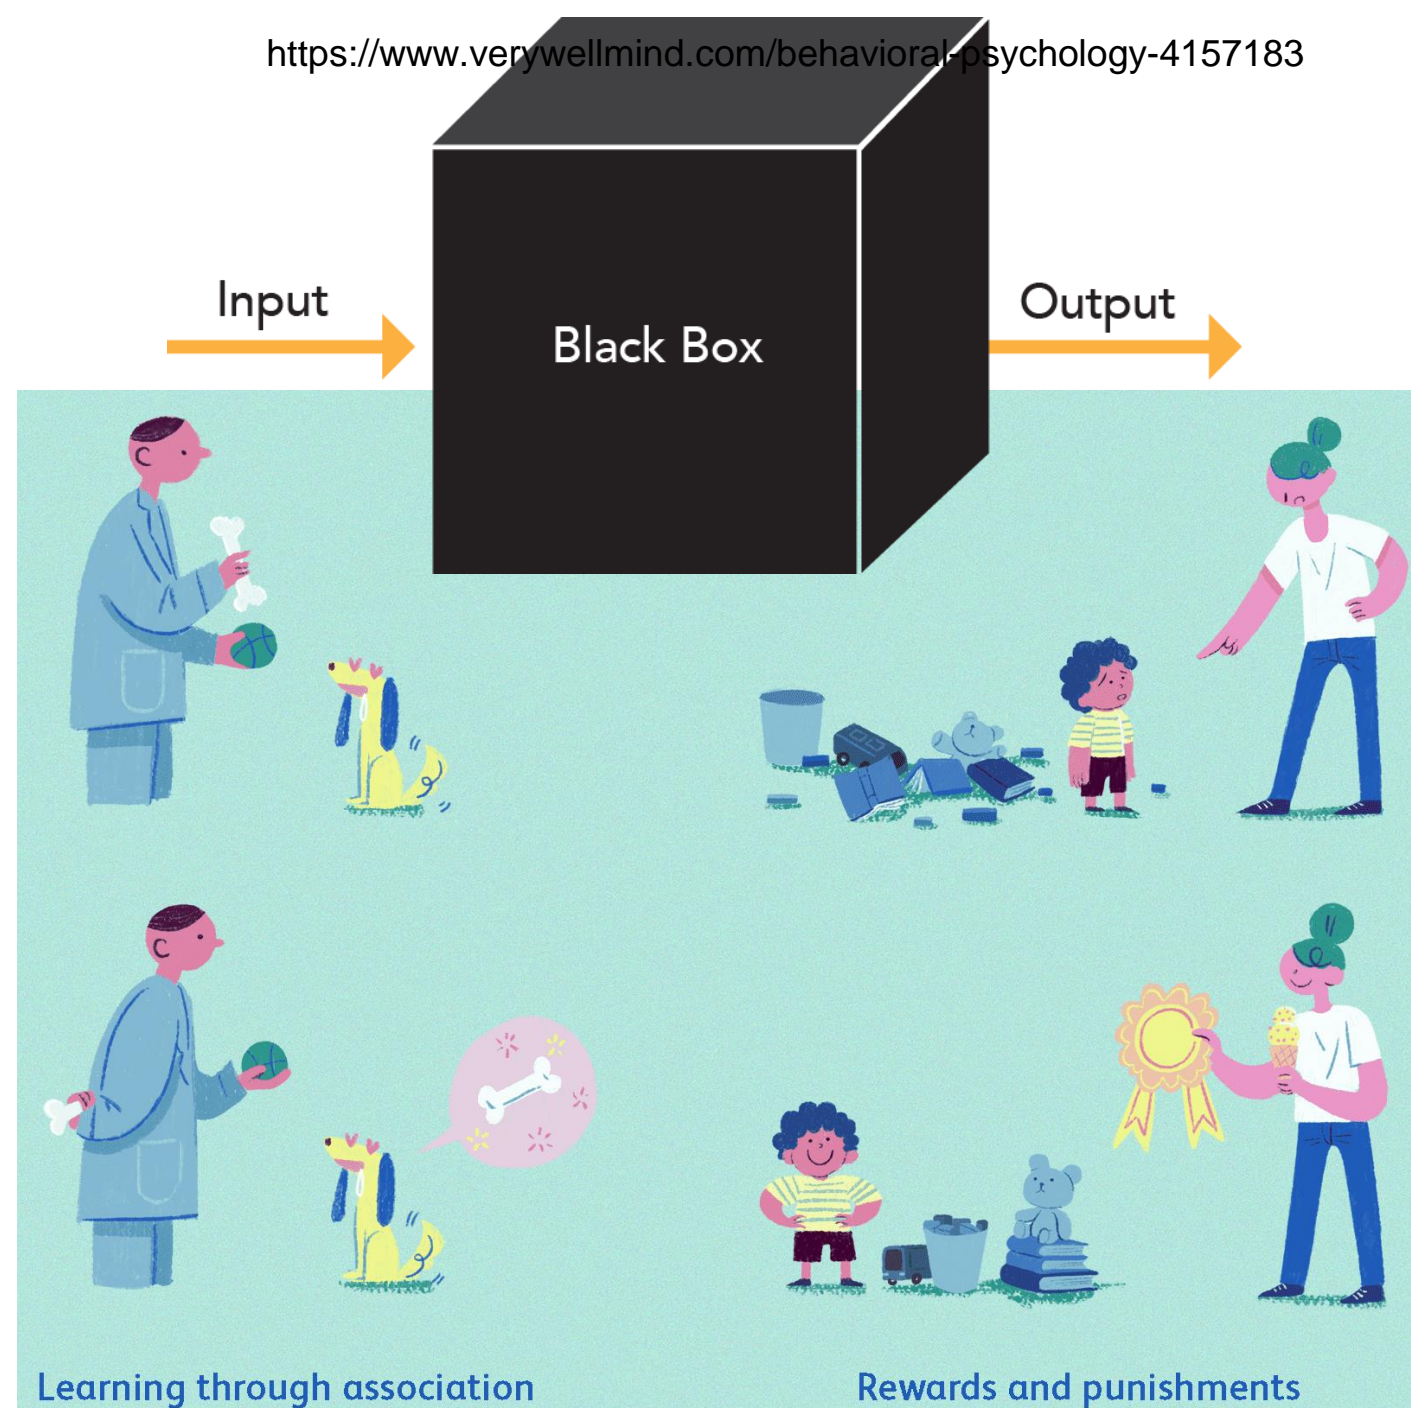 https://www.verywellmind.com/behavioral-psychology-4157183
Input
Black Box
Output
Learning through association
Rewards and punishments